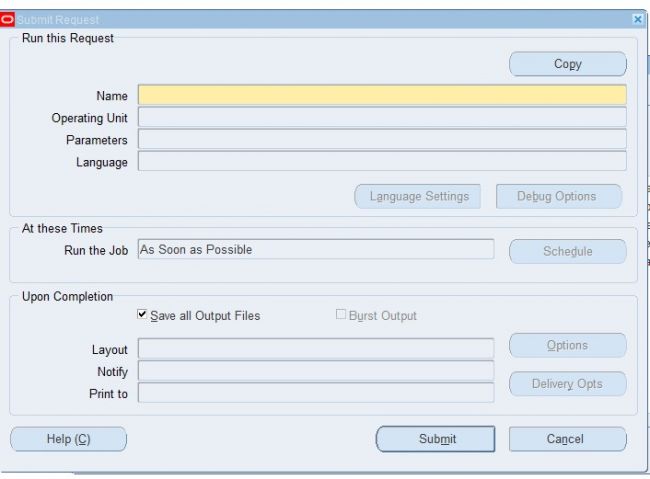 Submit Request
Run this Request
Copy
Name
Operating Unit
Parameters
Language
Language Settings
Debug Options
At these Times
Run the Job
As Soon as Possible
Schedule
Upon Completion
Save all Output Files
Burst Output
Layout
Options
Notify
Delivery Opts
Print to
Help (C)
Submit
Cancel